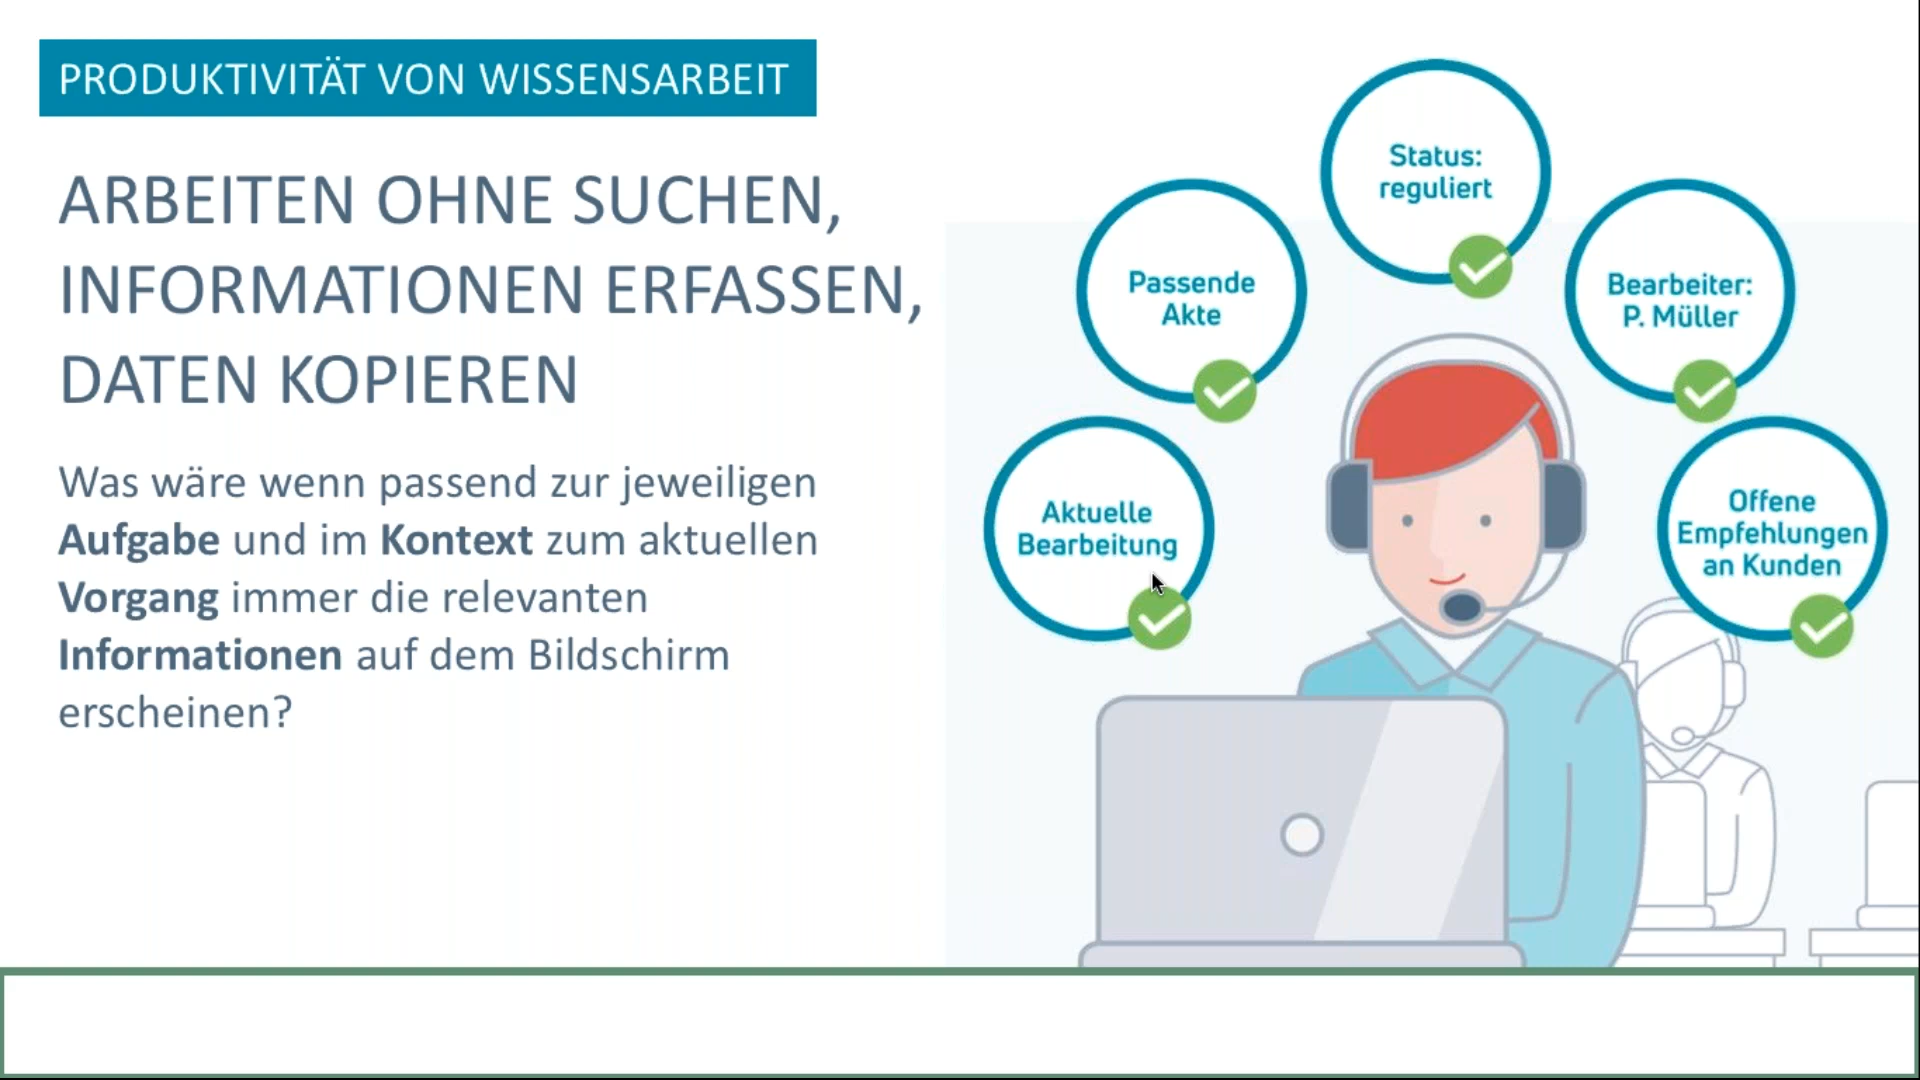 PRODUKTIVITÄT VON WISSENSARBEIT
ARBEITEN OHNE SUCHEN,
INFORMATIONEN ERFASSEN,
DATEN KOPIEREN
Was wäre wenn passend zur jeweiligen
Aufgabe und im Kontext zum aktuellen
Vorgang immer die relevanten
Informationen auf dem Bildschirm
erscheinen?
Aktuelle
Bearbeitung
Passende
Akte
Status:
reguliert
Bearbeiter:
P. Müller
Offene
Empfehlungen
an Kunden